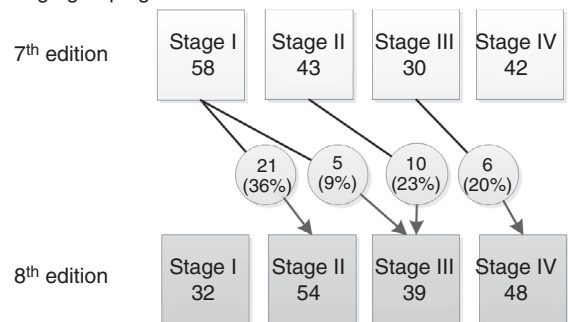 7th edition
Stage I
58
Stage II
43
Stage III
30
Stage IV
42
21
(36%)
5
(9%)
10
(23%)
6
(20%)
8th edition
Stage I
32
Stage II
54
Stage III
39
Stage IV
48